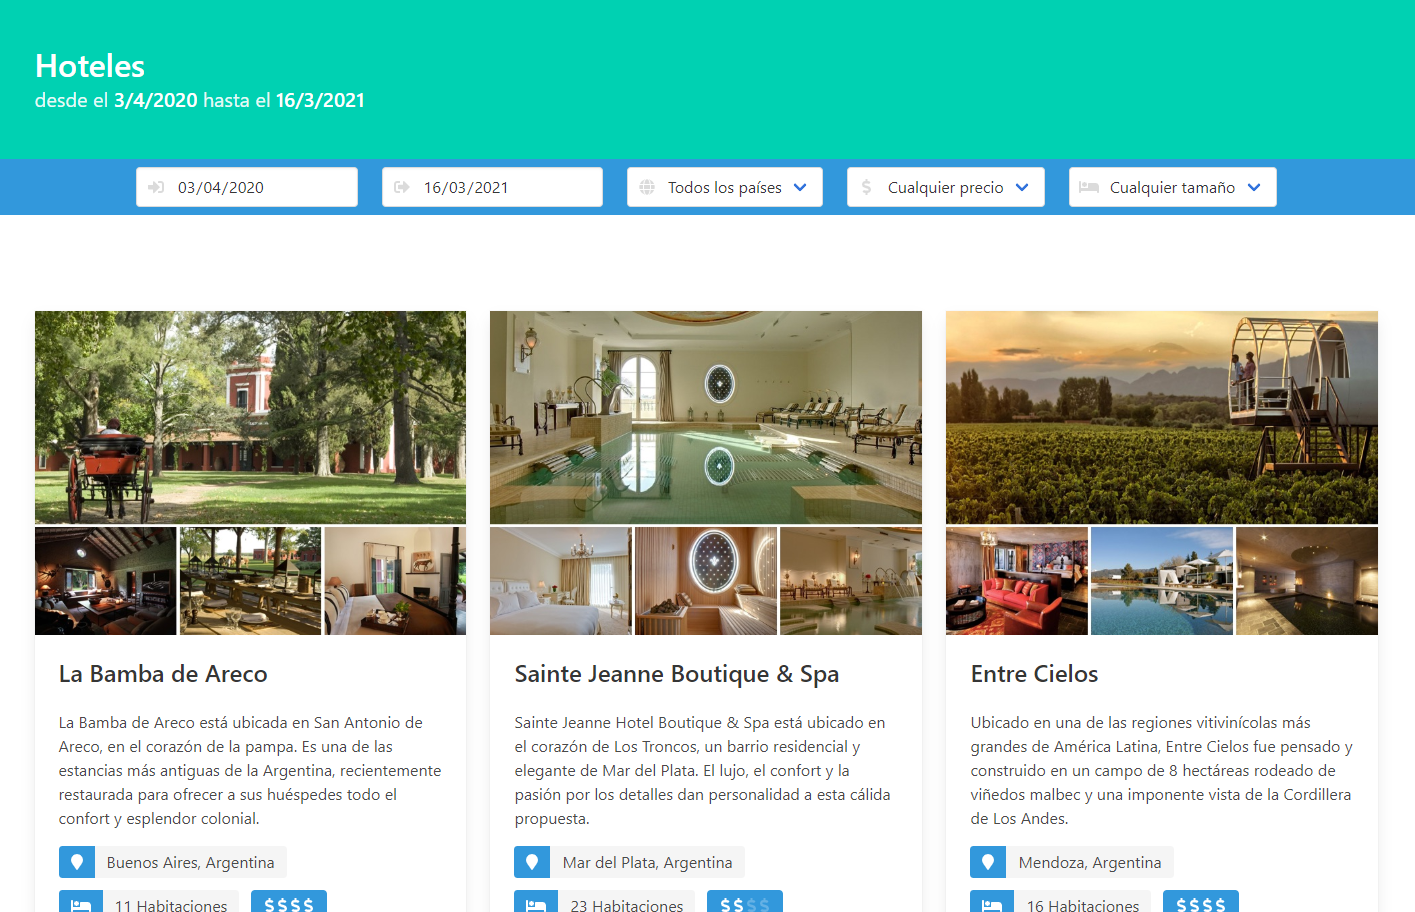 Hoteles
desde el 3/4/2020 hasta el 16/3/2021
03/04/2020
16/03/2021
Todos los países
$ Cualquier precio
Cualquier tamaño
La Bamba de Areco
La Bamba de Areco está ubicada en San Antonio de
Areco, en el corazón de la pampa. Es una de las
estancias más antiguas de la Argentina, recientemente
restaurada para ofrecer a sus huéspedes todo el
confort y esplendor colonial.
Buenos Aires, Argentina
11 Habitaciones
$$$$
Sainte Jeanne Boutique & Spa
Sainte Jeanne Hotel Boutique & Spa está ubicado en
el corazón de Los Troncos, un barrio residencial y
elegante de Mar del Plata. El lujo, el confort y la
pasión por los detalles dan personalidad a esta cálida
propuesta.
Mar del Plata, Argentina
23 Habitaciones
$$$$
Entre Cielos
Ubicado en una de las regiones vitivinícolas más
grandes de América Latina, Entre Cielos fue pensado y
construido en un campo de 8 hectáreas rodeado de
viñedos malbec y una imponente vista de la Cordillera
de Los Andes.
Mendoza, Argentina
16 Habitaciones
$$$$